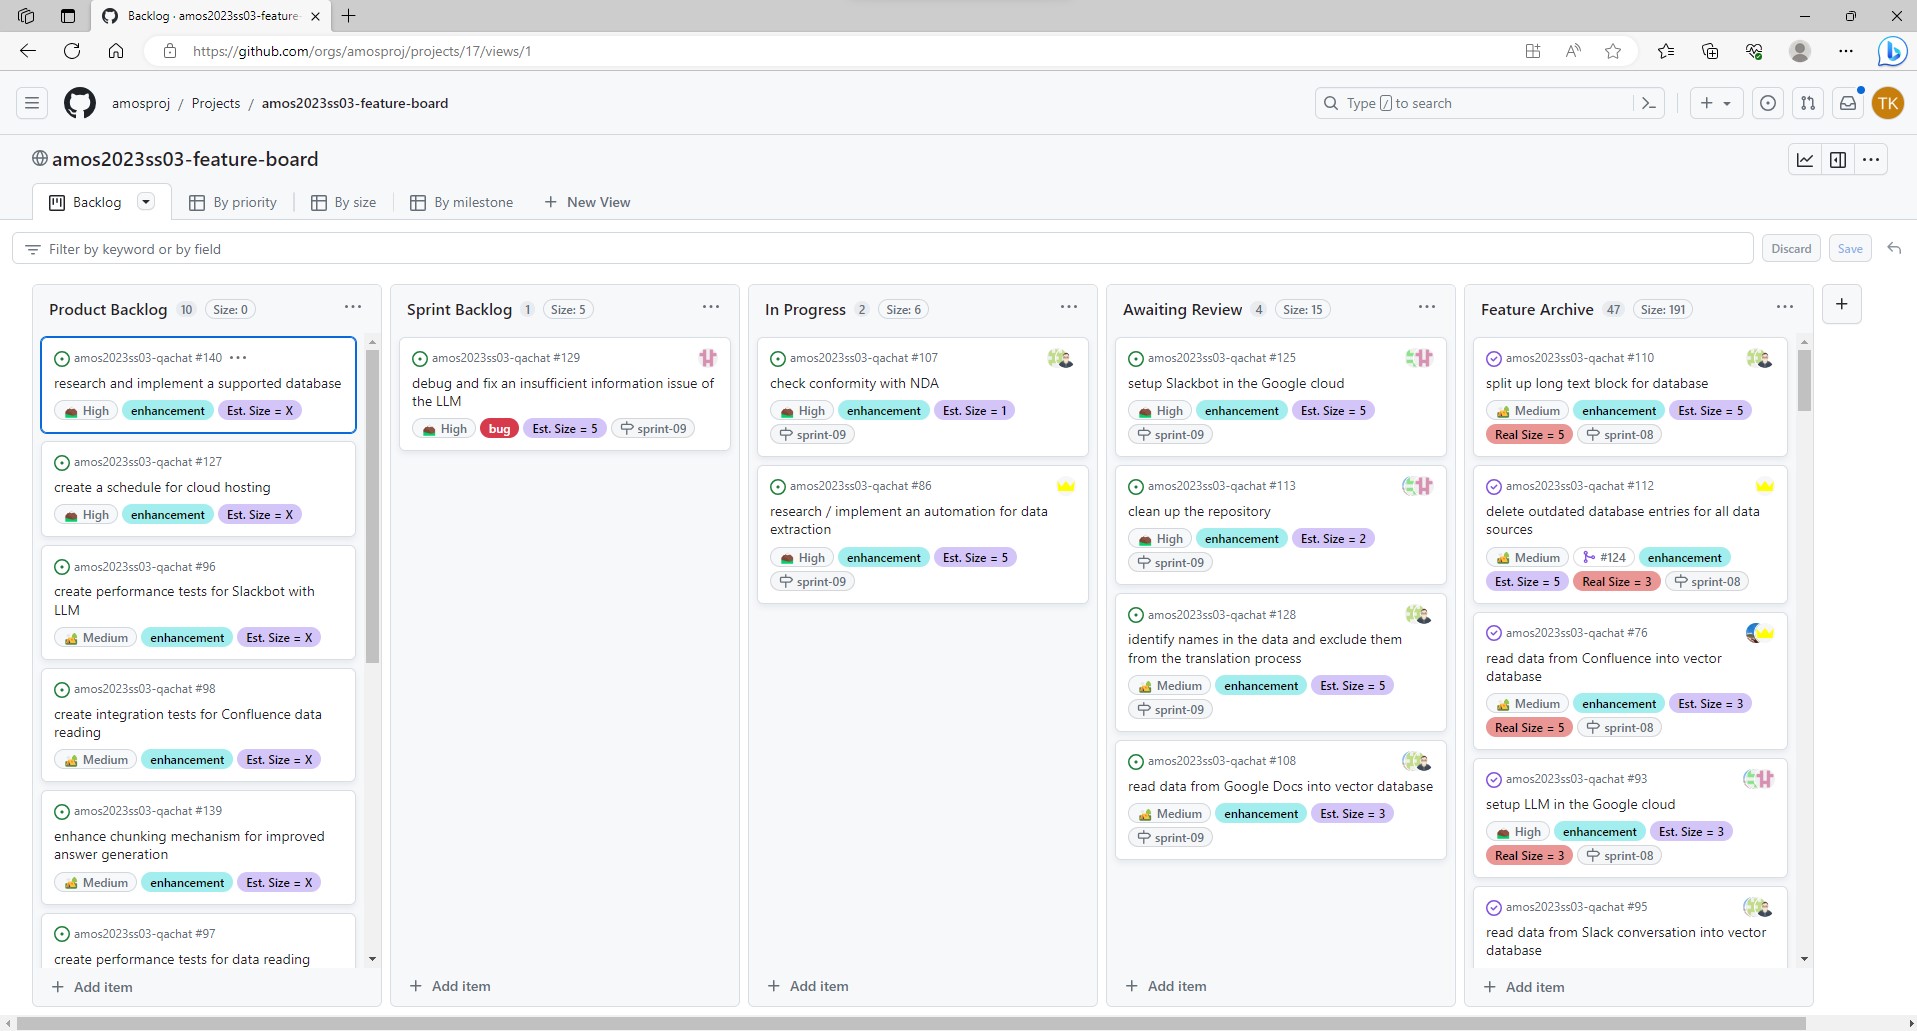 Backlog · amos2023ss03-feature
https://github.com/orgs/amosproj/projects/17/views/1
amosproj / Projects / amos2023ss03-feature-board
Type / to search
TK
amos2023ss03-feature-board
Backlog
By priority
By size
By milestone
New View
Filter by keyword or by field
Discard
Save
Product Backlog 10 Size: 0
amos2023ss03-qachat #140
research and implement a supported database
High enhancement Est. Size = X
amos2023ss03-qachat #127
create a schedule for cloud hosting
High enhancement Est. Size = X
amos2023ss03-qachat #96
create performance tests for Slackbot with
LLM
Medium enhancement Est. Size = X
amos2023ss03-qachat #98
create integration tests for Confluence data
reading
Medium enhancement Est. Size = X
amos2023ss03-qachat #139
enhance chunking mechanism for improved
answer generation
Medium enhancement Est. Size = X
amos2023ss03-qachat #97
create performance tests for data reading
Add item
Sprint Backlog 1 Size: 5
amos2023ss03-qachat #129
debug and fix an insufficient information issue of
the LLM
High bug Est. Size = 5 sprint-09
Add item
In Progress 2 Size: 6
amos2023ss03-qachat #107
check conformity with NDA
High enhancement Est. Size = 1
sprint-09
amos2023ss03-qachat #86
research / implement an automation for data
extraction
High enhancement Est. Size = 5
sprint-09
Add item
Awaiting Review 4 Size: 15
amos2023ss03-qachat #125
setup Slackbot in the Google cloud
High enhancement Est. Size = 5
sprint-09
amos2023ss03-qachat #113
clean up the repository
High enhancement Est. Size = 2
sprint-09
amos2023ss03-qachat #128
identify names in the data and exclude them
from the translation process
Medium enhancement Est. Size = 5
sprint-09
amos2023ss03-qachat #108
read data from Google Docs into vector database
Medium enhancement Est. Size = 3
sprint-09
Add item
Feature Archive 47 Size: 191
amos2023ss03-qachat #110
split up long text block for database
Medium enhancement Est. Size = 5
Real Size = 5 sprint-08
amos2023ss03-qachat #112
delete outdated database entries for all data
sources
Medium #124 enhancement
Est. Size = 5 Real Size = 3 sprint-08
amos2023ss03-qachat #76
read data from Confluence into vector
database
Medium enhancement Est. Size = 3
Real Size = 5 sprint-08
amos2023ss03-qachat #93
setup LLM in the Google cloud
High enhancement Est. Size = 3
Real Size = 3 sprint-08
amos2023ss03-qachat #95
read data from Slack conversation into vector
database
Add item